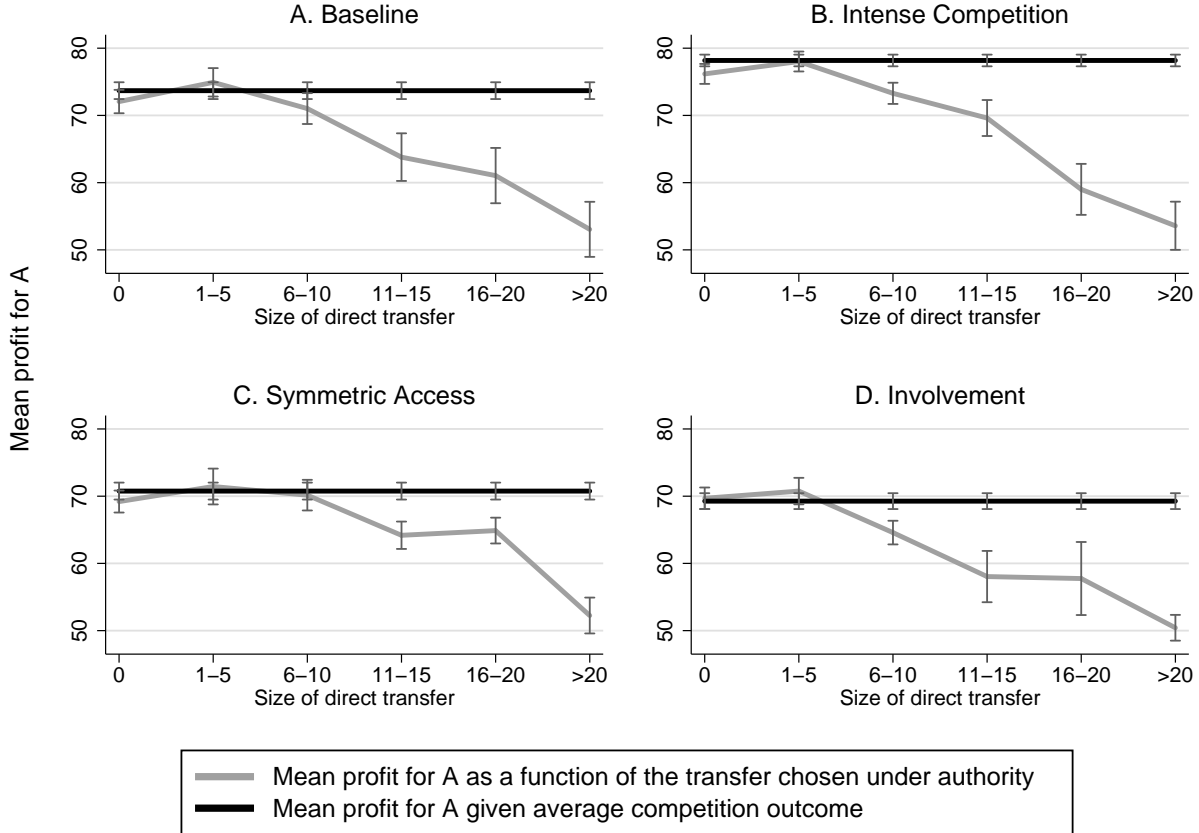 A. Baseline
80
70
60
50
0 1–5 6–10 11–15 16–20 >20
Size of direct transfer
B. Intense Competition
80
70
60
50
0 1–5 6–10 11–15 16–20 >20
Size of direct transfer
Mean profit for A
C. Symmetric Access
80
70
60
50
0 1–5 6–10 11–15 16–20 >20
Size of direct transfer
D. Involvement
80
70
60
50
0 1–5 6–10 11–15 16–20 >20
Size of direct transfer
Mean profit for A as a function of the transfer chosen under authority
Mean profit for A given average competition outcome